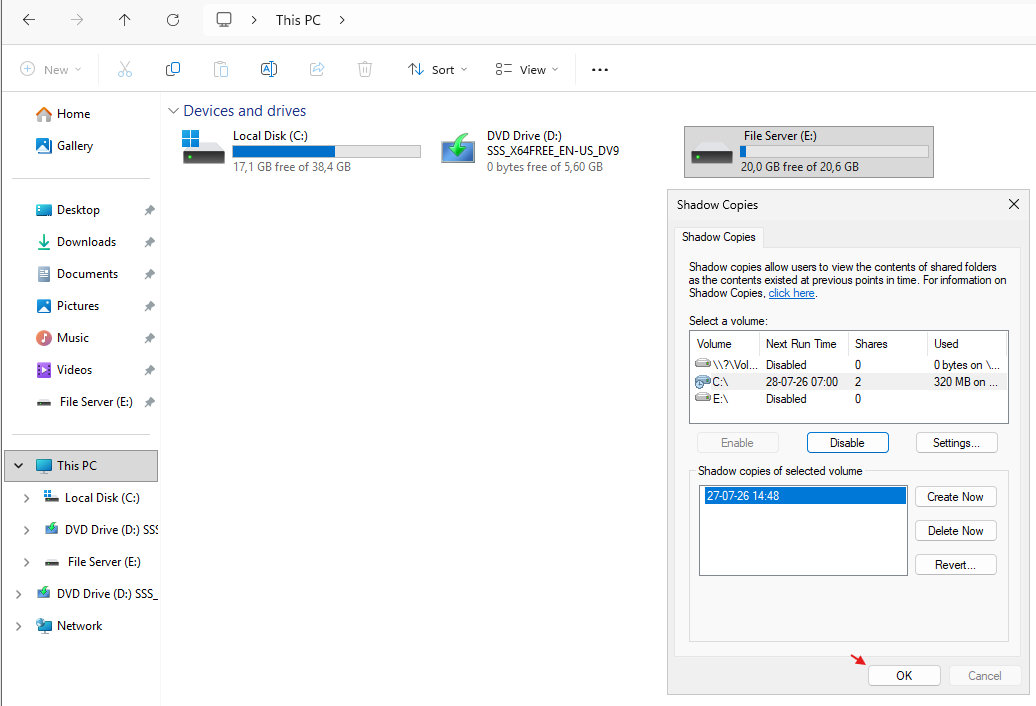 This PC
New
Sort
View
Home
Gallery
Desktop
Downloads
Documents
Pictures
Music
Videos
File Server (E:)
This PC
Local Disk (C:)
DVD Drive (D:) SSS
File Server (E:)
DVD Drive (D:) SSS_
Network
Devices and drives
Local Disk (C:)
17,1 GB free of 38,4 GB
DVD Drive (D:)
SSS_X64FREE_EN-US_DV9
0 bytes free of 5,60 GB
File Server (E:)
20,0 GB free of 20,6 GB
Shadow Copies
Shadow Copies
Shadow copies allow users to view the contents of shared folders
as the contents existed at previous points in time. For information on
Shadow Copies, click here.
Select a volume:
Volume Next Run Time Shares Used
\\?\Vol... Disabled 0 0 bytes on \...
C:\ 28-07-26 07:00 2 320 MB on ...
E:\ Disabled 0
Enable Disable Settings...
Shadow copies of selected volume
27-07-26 14:48
Create Now
Delete Now
Revert...
OK Cancel